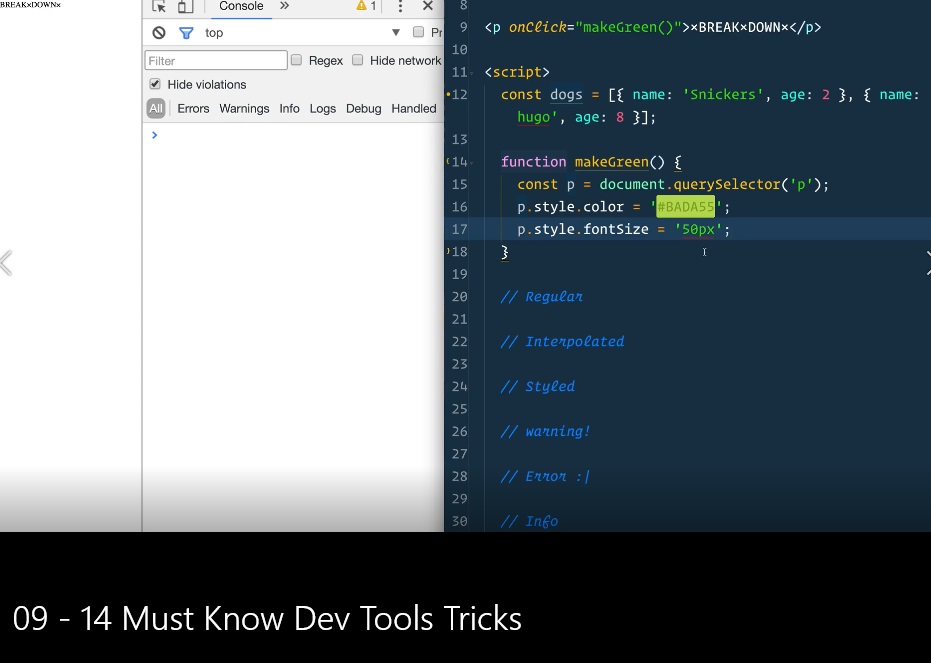 BREAK×DOWN×
Console » 1
top Pr
Filter Regex Hide network
Hide violations
All Errors Warnings Info Logs Debug Handled
8
9 <p onClick="makeGreen()">×BREAK×DOWN×</p>
10
11 <script>
12 const dogs = [{ name: 'Snickers', age: 2 }, { name:
hugo', age: 8 }];
13
14 function makeGreen() {
15 const p = document.querySelector('p');
16 p.style.color = '#BADA55';
17 p.style.fontSize = '50px';
18 }
19
20 // Regular
21
22 // Interpolated
23
24 // Styled
25
26 // warning!
27
28 // Error :|
29
30 // Info
09 - 14 Must Know Dev Tools Tricks